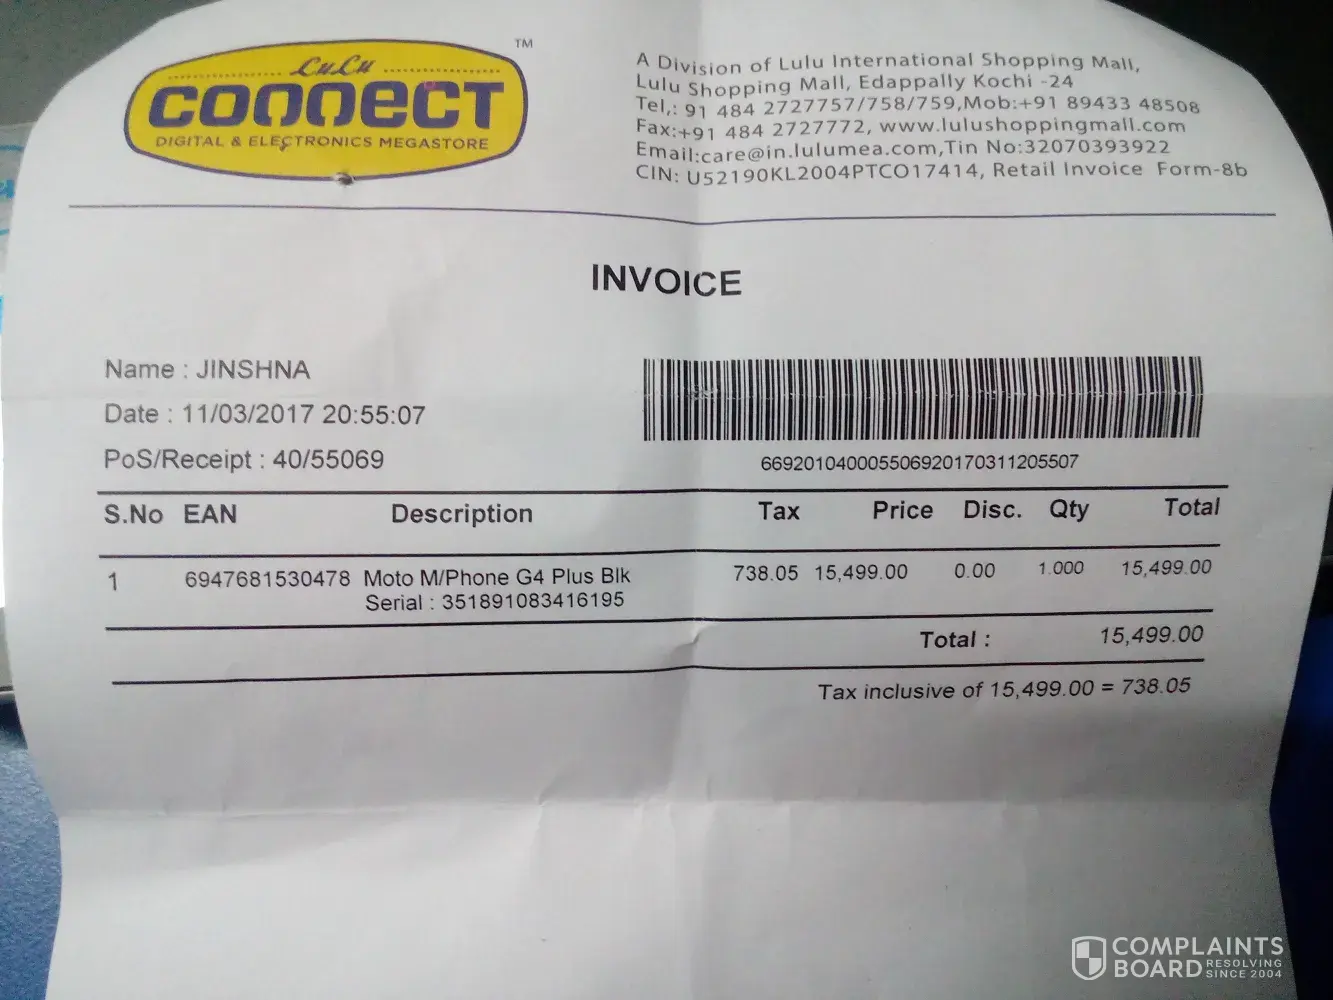 LuLu
connect
DIGITAL & ELECTRONICS MEGASTORE
TM
A Division of Lulu International Shopping Mall,
Lulu Shopping Mall, Edappally Kochi -24
Tel,: 91 484 2727757/758/759,Mob:+91 89433 48508
Fax:+91 484 2727772, www.lulushoppingmall.com
Email:care@in.lulumea.com,Tin No:32070393922
CIN: U52190KL2004PTCO17414, Retail Invoice Form-8b
INVOICE
Name : JINSHNA
Date : 11/03/2017 20:55:07
PoS/Receipt : 40/55069
669201040005506920170311205507
S.No EAN Description Tax Price Disc. Qty Total
1 6947681530478 Moto M/Phone G4 Plus Blk 738.05 15,499.00 0.00 1.000 15,499.00
Serial : 351891083416195
Total : 15,499.00
Tax inclusive of 15,499.00 = 738.05
COMPLAINTS
BOARD RESOLVING
SINCE 2004